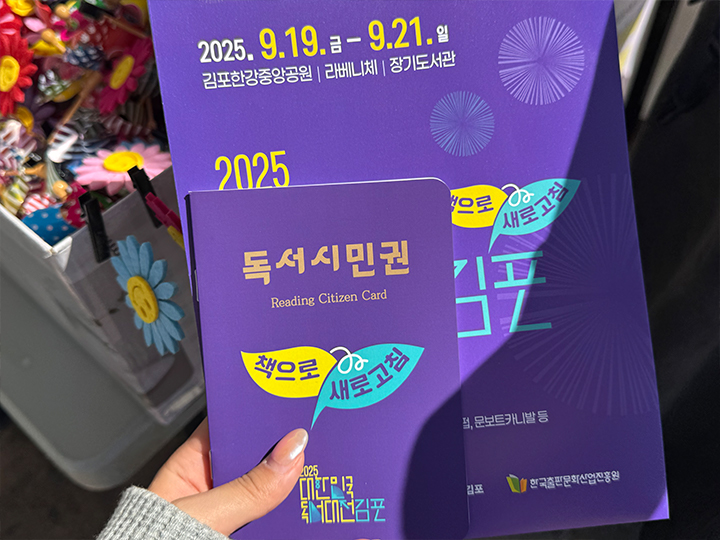 2025. 9.19.금 – 9.21.일
김포한강중앙공원 | 라베니체 | 장기도서관
2025
책으로
새로고침
김포
문보트카니발 등
김포
한국출판문화산업진흥원
독서시민권
Reading Citizen Card
책으로
새로고침
2025
대한민국
독서대전김포